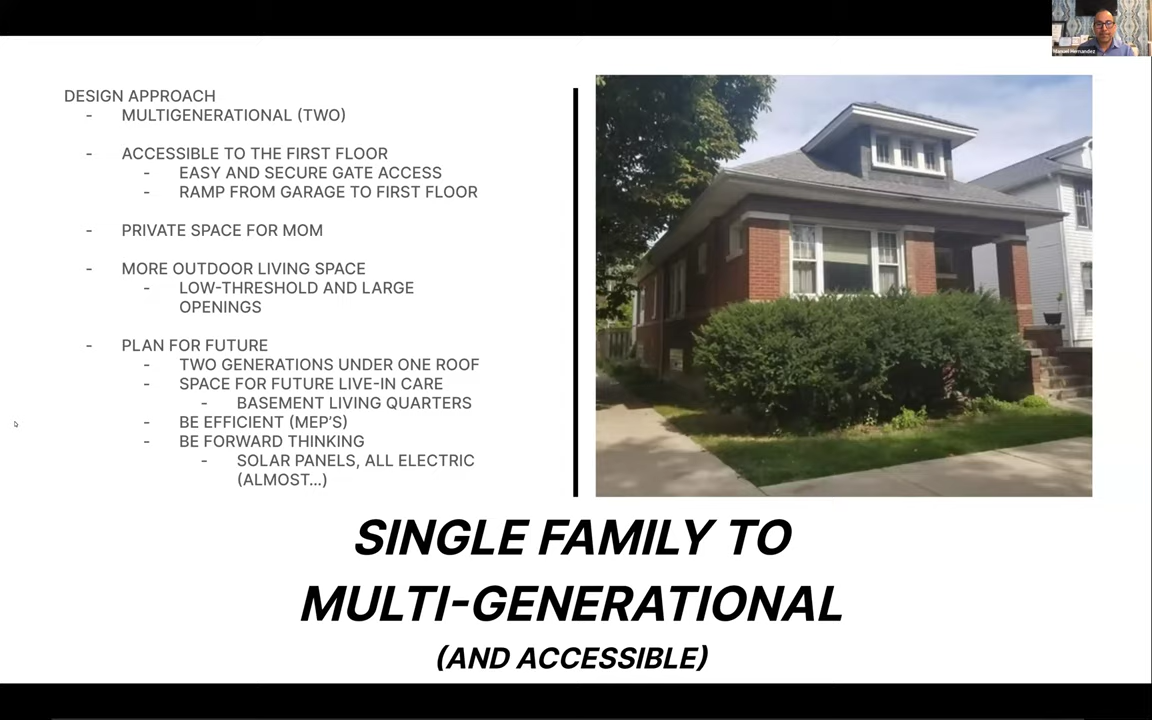 Manuel Hernandez
DESIGN APPROACH
- MULTIGENERATIONAL (TWO)
- ACCESSIBLE TO THE FIRST FLOOR
- EASY AND SECURE GATE ACCESS
- RAMP FROM GARAGE TO FIRST FLOOR
- PRIVATE SPACE FOR MOM
- MORE OUTDOOR LIVING SPACE
- LOW-THRESHOLD AND LARGE
OPENINGS
- PLAN FOR FUTURE
- TWO GENERATIONS UNDER ONE ROOF
- SPACE FOR FUTURE LIVE-IN CARE
- BASEMENT LIVING QUARTERS
- BE EFFICIENT (MEP'S)
- BE FORWARD THINKING
- SOLAR PANELS, ALL ELECTRIC
(ALMOST...)
SINGLE FAMILY TO
MULTI-GENERATIONAL
(AND ACCESSIBLE)